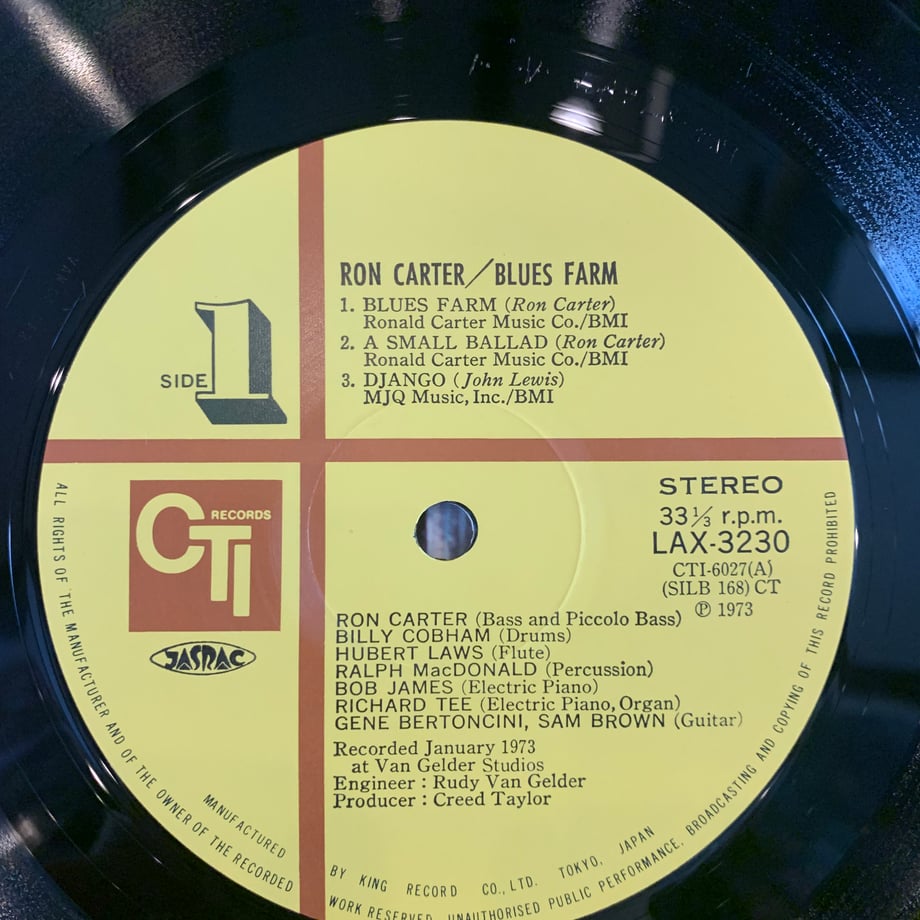 RON CARTER/BLUES FARM
1. BLUES FARM (Ron Carter)
Ronald Carter Music Co./BMI
2. A SMALL BALLAD (Ron Carter)
Ronald Carter Music Co./BMI
3. DJANGO (John Lewis)
MJQ Music, Inc./BMI
SIDE 1
CTI RECORDS
JASRAC
STEREO
33⅓ r.p.m.
LAX-3230
CTI-6027(A)
(SILB 168) CT
℗ 1973
RON CARTER (Bass and Piccolo Bass)
BILLY COBHAM (Drums)
HUBERT LAWS (Flute)
RALPH MacDONALD (Percussion)
BOB JAMES (Electric Piano)
RICHARD TEE (Electric Piano, Organ)
GENE BERTONCINI, SAM BROWN (Guitar)
Recorded January 1973
at Van Gelder Studios
Engineer : Rudy Van Gelder
Producer : Creed Taylor
MANUFACTURED BY KING RECORD CO., LTD. TOKYO, JAPAN
ALL RIGHTS OF THE MANUFACTURER AND OF THE OWNER OF THE RECORDED WORK RESERVED. UNAUTHORISED PUBLIC PERFORMANCE, BROADCASTING AND COPYING OF THIS RECORD PROHIBITED